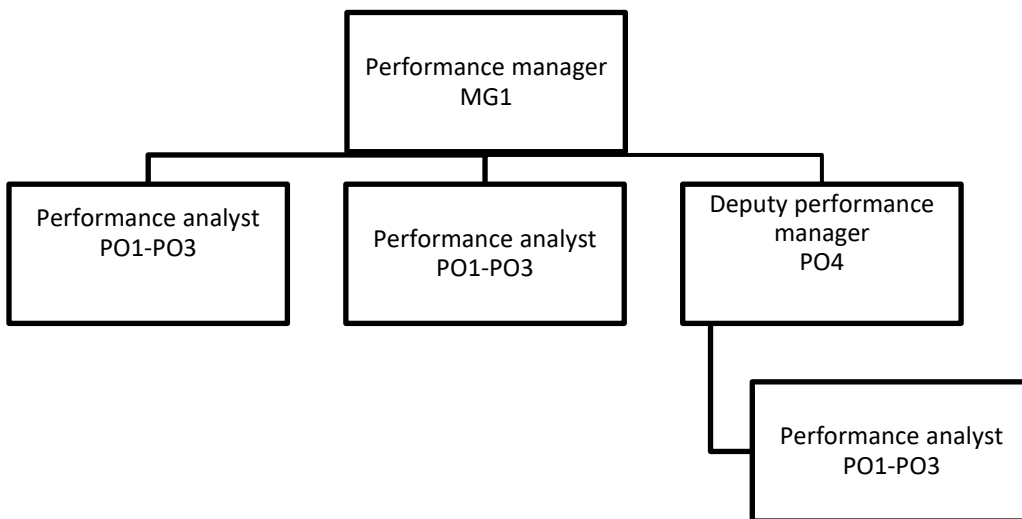 Performance manager
MG1
Performance analyst
PO1-PO3
Performance analyst
PO1-PO3
Deputy performance
manager
PO4
Performance analyst
PO1-PO3